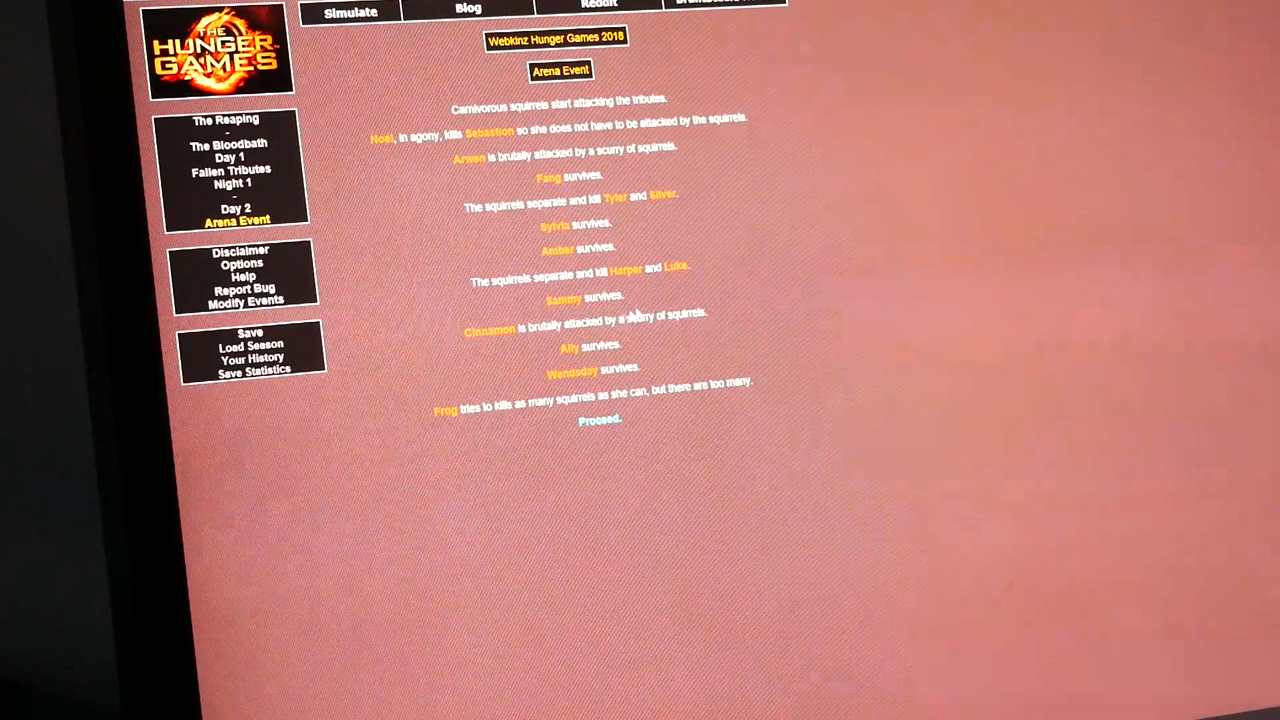 Simulate
Blog
Reddit
THE
HUNGER
GAMES
Webkinz Hunger Games 2018
Arena Event
The Reaping
-
The Bloodbath
Day 1
Fallen Tributes
Night 1
-
Day 2
Arena Event
Disclaimer
Options
Help
Report Bug
Modify Events
Save
Load Season
Your History
Save Statistics
Carnivorous squirrels start attacking the tributes.
Noel, in agony, kills Sebastion so she does not have to be attacked by the squirrels.
Arwen is brutally attacked by a scurry of squirrels.
Fang survives.
The squirrels separate and kill Tyler and Silver.
Sylvia survives.
Amber survives.
The squirrels separate and kill Harper and Luke.
Sammy survives.
Cinnamon is brutally attacked by a scurry of squirrels.
Ally survives.
Wendsday survives.
Frog tries to kills as many squirrels as she can, but there are too many.
Proceed.